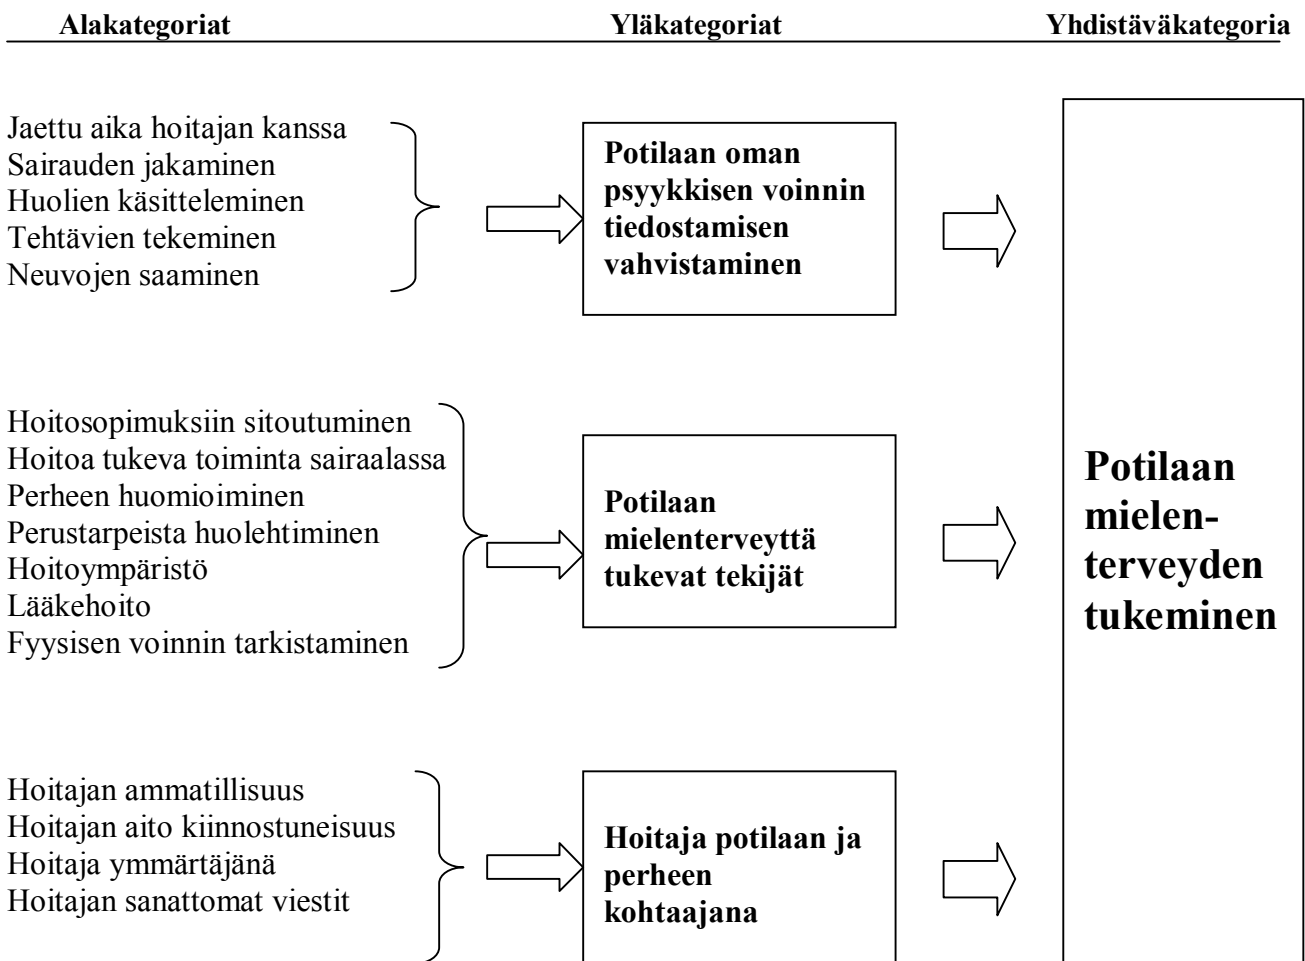 Alakategoriat Yläkategoriat Yhdistäväkategoria
Jaettu aika hoitajan kanssa
Sairauden jakaminen
Huolien käsitteleminen
Tehtävien tekeminen
Neuvojen saaminen
Potilaan oman
psyykkisen voinnin
tiedostamisen
vahvistaminen
Hoitosopimuksiin sitoutuminen
Hoitoa tukeva toiminta sairaalassa
Perheen huomioiminen
Perustarpeista huolehtiminen
Hoitoympäristö
Lääkehoito
Fyysisen voinnin tarkistaminen
Potilaan
mielenterveyttä
tukevat tekijät
Hoitajan ammatillisuus
Hoitajan aito kiinnostuneisuus
Hoitaja ymmärtäjänä
Hoitajan sanattomat viestit
Hoitaja potilaan ja
perheen
kohtaajana
Potilaan
mielen-
terveyden
tukeminen